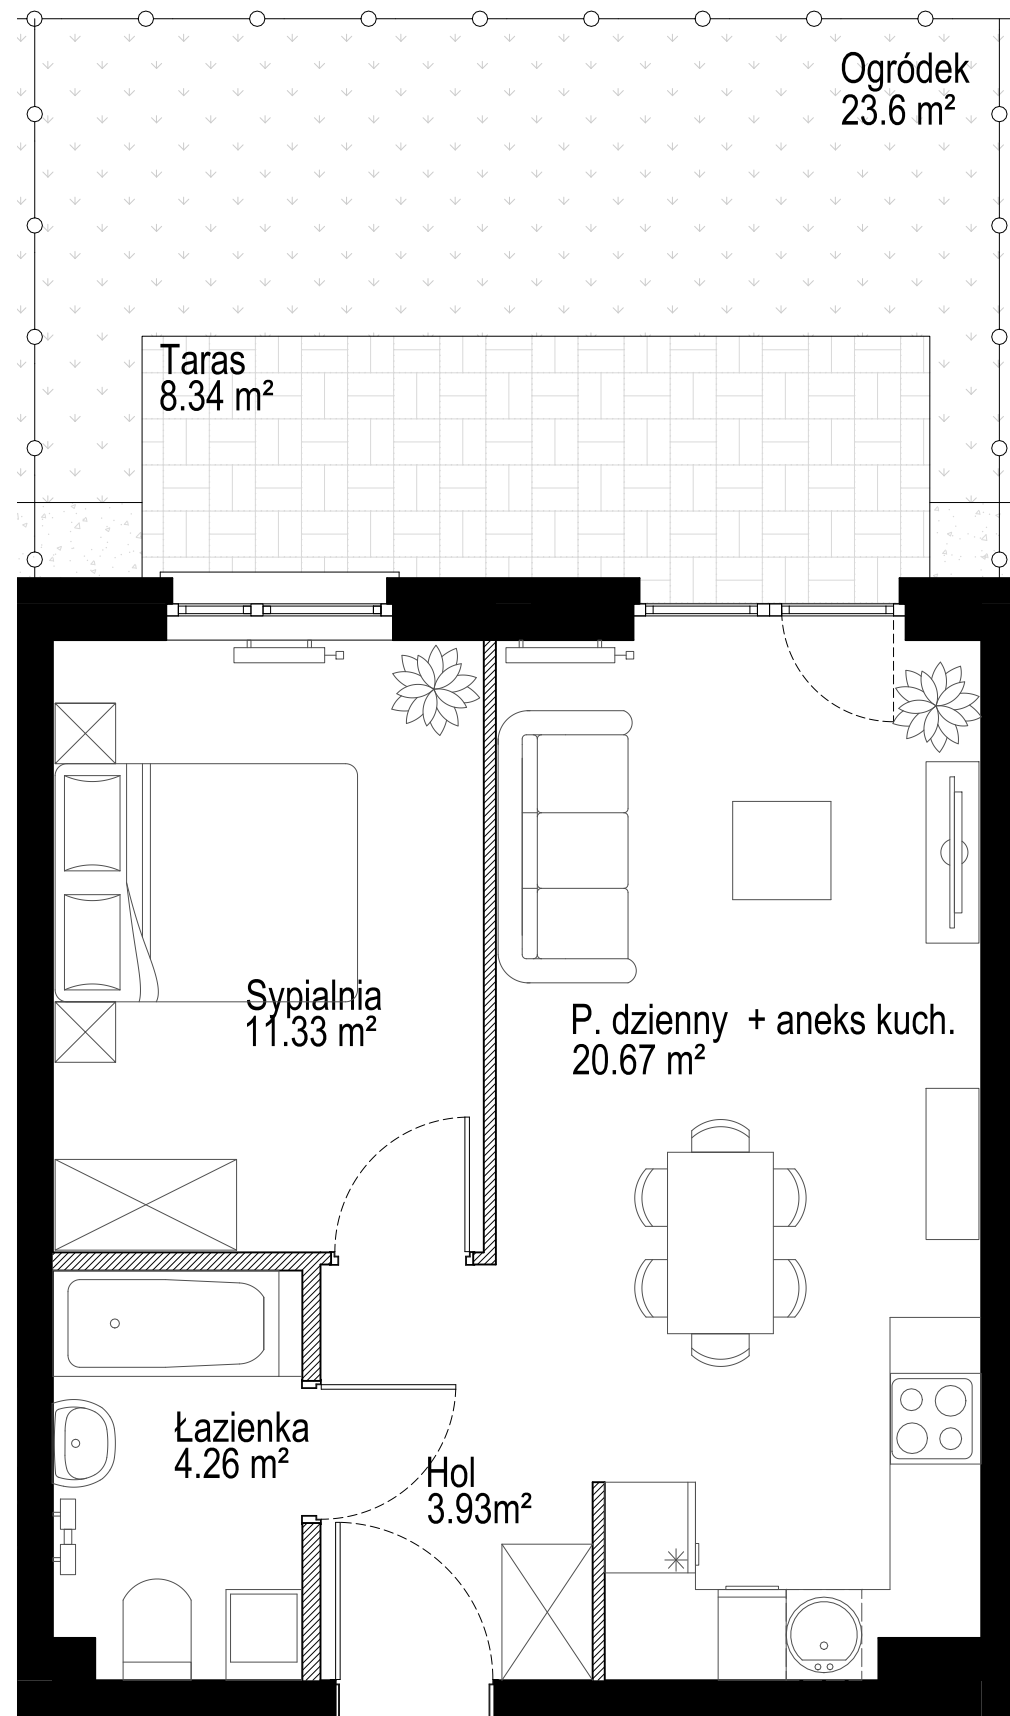 Ogródek
23.6 m²
Taras
8.34 m²
Sypialnia
11.33 m²
P. dzienny + aneks kuch.
20.67 m²
Łazienka
4.26 m²
Hol
3.93m²